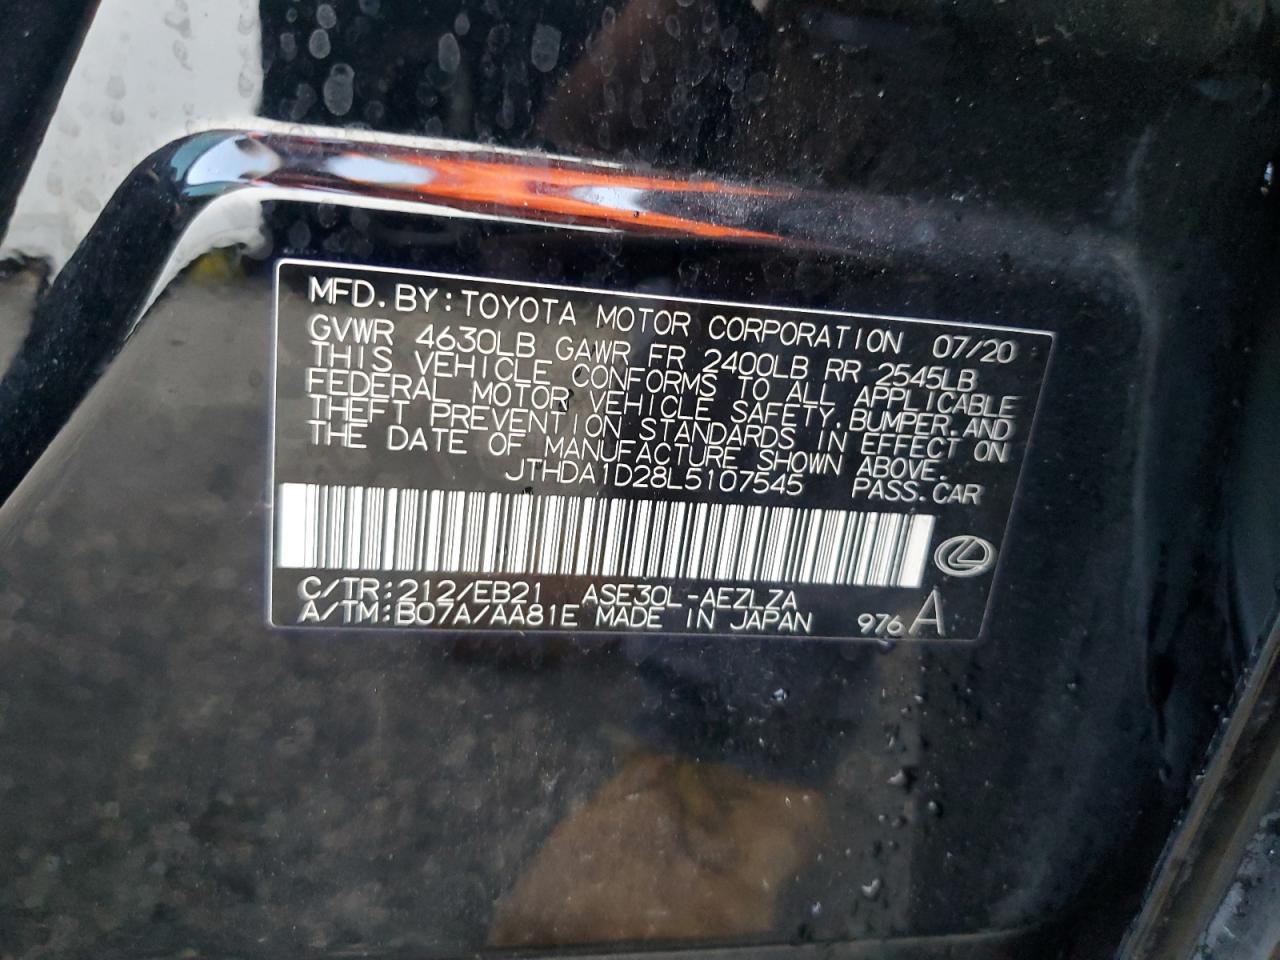 MFD. BY: TOYOTA MOTOR CORPORATION 07/20
GVWR 4630LB GAWR FR 2400LB RR 2545LB
THIS VEHICLE CONFORMS TO ALL APPLICABLE
FEDERAL MOTOR VEHICLE SAFETY, BUMPER, AND
THEFT PREVENTION STANDARDS IN EFFECT ON
THE DATE OF MANUFACTURE SHOWN ABOVE.
JTHDA1D28L5107545 PASS. CAR
C/TR:212/EB21 ASE30L-AEZLZA
A/TM:B07A/AA81E MADE IN JAPAN 976 A